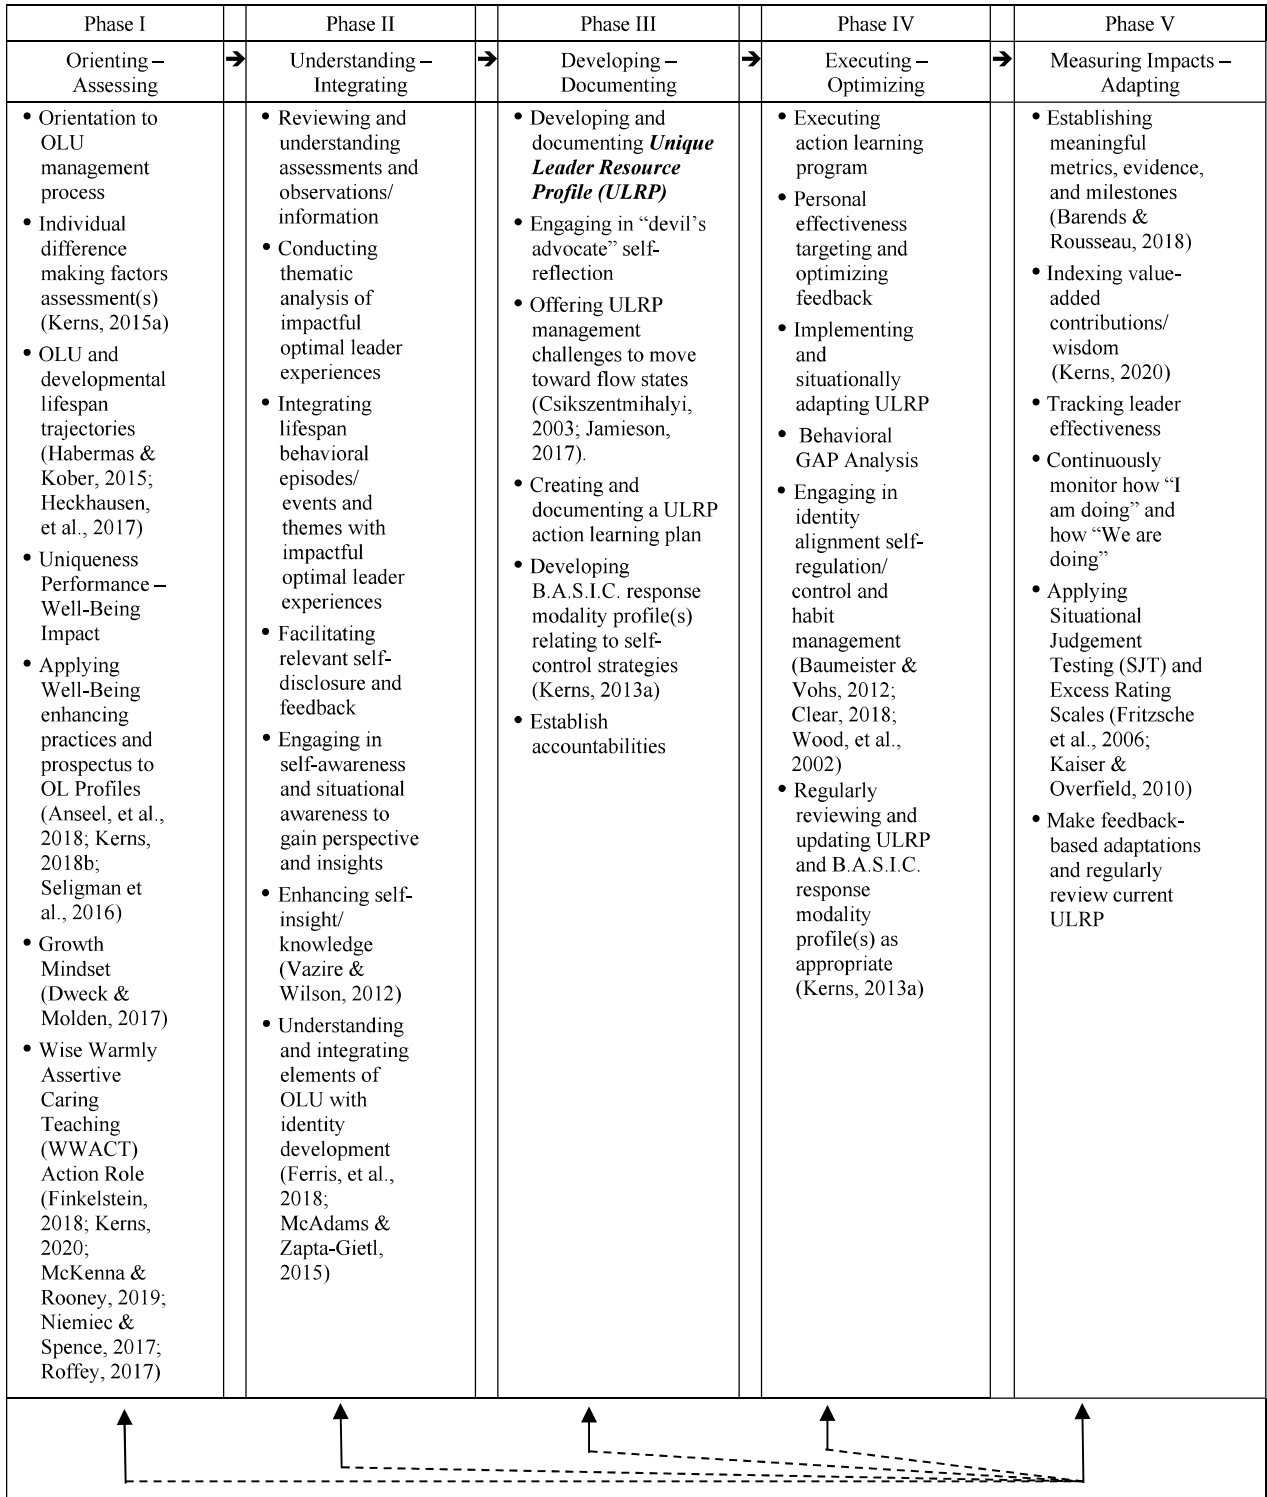 Phase I
Phase II
Phase III
Phase IV
Phase V
Orienting –
Assessing
➔
Understanding –
Integrating
➔
Developing –
Documenting
➔
Executing –
Optimizing
➔
Measuring Impacts –
Adapting
• Orientation to
OLU
management
process
• Individual
difference
making factors
assessment(s)
(Kerns, 2015a)
• OLU and
developmental
lifespan
trajectories
(Habermas &
Kober, 2015;
Heckhausen,
et al., 2017)
• Uniqueness
Performance –
Well-Being
Impact
• Applying
Well-Being
enhancing
practices and
prospectus to
OL Profiles
(Anseel, et al.,
2018; Kerns,
2018b;
Seligman et
al., 2016)
• Growth
Mindset
(Dweck &
Molden, 2017)
• Wise Warmly
Assertive
Caring
Teaching
(WWACT)
Action Role
(Finkelstein,
2018; Kerns,
2020;
McKenna &
Rooney, 2019;
Niemiec &
Spence, 2017;
Roffey, 2017)
• Reviewing and
understanding
assessments and
observations/
information
• Conducting
thematic
analysis of
impactful
optimal leader
experiences
• Integrating
lifespan
behavioral
episodes/
events and
themes with
impactful
optimal leader
experiences
• Facilitating
relevant self-
disclosure and
feedback
• Engaging in
self-awareness
and situational
awareness to
gain perspective
and insights
• Enhancing self-
insight/
knowledge
(Vazire &
Wilson, 2012)
• Understanding
and integrating
elements of
OLU with
identity
development
(Ferris, et al.,
2018;
McAdams &
Zapta-Gietl,
2015)
• Developing and
documenting Unique
Leader Resource
Profile (ULRP)
• Engaging in “devil’s
advocate” self-
reflection
• Offering ULRP
management
challenges to move
toward flow states
(Csikszentmihalyi,
2003; Jamieson,
2017).
• Creating and
documenting a ULRP
action learning plan
• Developing
B.A.S.I.C. response
modality profile(s)
relating to self-
control strategies
(Kerns, 2013a)
• Establish
accountabilities
• Executing
action learning
program
• Personal
effectiveness
targeting and
optimizing
feedback
• Implementing
and
situationally
adapting ULRP
• Behavioral
GAP Analysis
• Engaging in
identity
alignment self-
regulation/
control and
habit
management
(Baumeister &
Vohs, 2012;
Clear, 2018;
Wood, et al.,
2002)
• Regularly
reviewing and
updating ULRP
and B.A.S.I.C.
response
modality
profile(s) as
appropriate
(Kerns, 2013a)
• Establishing
meaningful
metrics, evidence,
and milestones
(Barends &
Rousseau, 2018)
• Indexing value-
added
contributions/
wisdom
(Kerns, 2020)
• Tracking leader
effectiveness
• Continuously
monitor how “I
am doing” and
how “We are
doing”
• Applying
Situational
Judgement
Testing (SJT) and
Excess Rating
Scales (Fritzsche
et al., 2006;
Kaiser &
Overfield, 2010)
• Make feedback-
based adaptations
and regularly
review current
ULRP